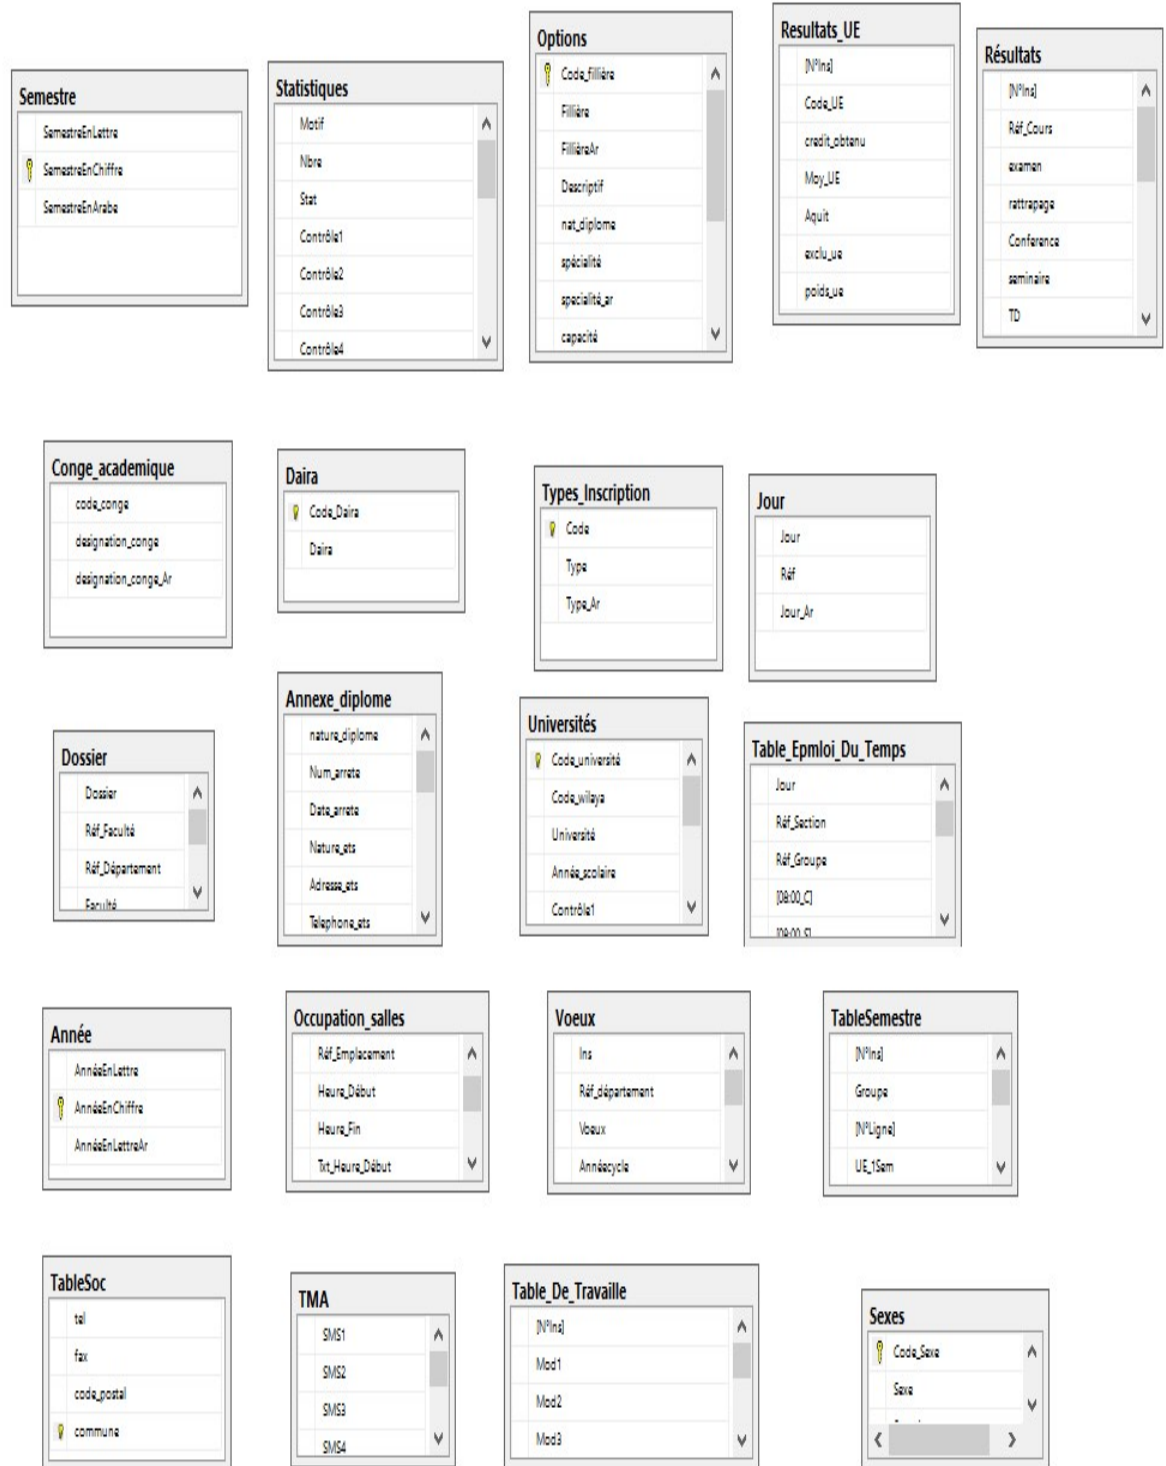 Semestre
SemestreEnLettre
SemestreEnChiffre
SemestreEnArabe
Statistiques
Motif
Nbre
Stat
Contrôle1
Contrôle2
Contrôle3
Contrôle4
Options
Code_fillière
Fillière
FillièreAr
Descriptif
nat_diplome
spécialité
specialité_ar
capacité
Resultats_UE
[N°Ins]
Code_UE
credit_obtenu
Moy_UE
Aquit
exclu_ue
poids_ue
Résultats
[N°Ins]
Réf_Cours
examen
rattrapage
Conference
seminaire
TD
Conge_academique
code_conge
designation_conge
designation_conge_Ar
Daira
Code_Daira
Daira
Types_Inscription
Code
Type
Type_Ar
Jour
Jour
Réf
Jour_Ar
Dossier
Dossier
Réf_Faculté
Réf_Département
Faculté
Annexe_diplome
nature_diplome
Num_arrete
Date_arrete
Nature_ets
Adresse_ets
Telephone_ets
Universités
Code_université
Code_wilaya
Université
Année_scolaire
Contrôle1
Table_Epmloi_Du_Temps
Jour
Réf_Section
Réf_Groupe
[08:00_C]
Année
AnnéeEnLettre
AnnéeEnChiffre
AnnéeEnLettreAr
Occupation_salles
Réf_Emplacement
Heure_Début
Heure_Fin
Txt_Heure_Début
Voeux
Ins
Réf_département
Voeux
Annéecycle
TableSemestre
[N°Ins]
Groupe
[N°Ligne]
UE_1Sem
TableSoc
tel
fax
code_postal
commune
TMA
SMS1
SMS2
SMS3
SMS4
Table_De_Travaille
[N°Ins]
Mod1
Mod2
Mod3
Sexes
Code_Sexe
Sexe